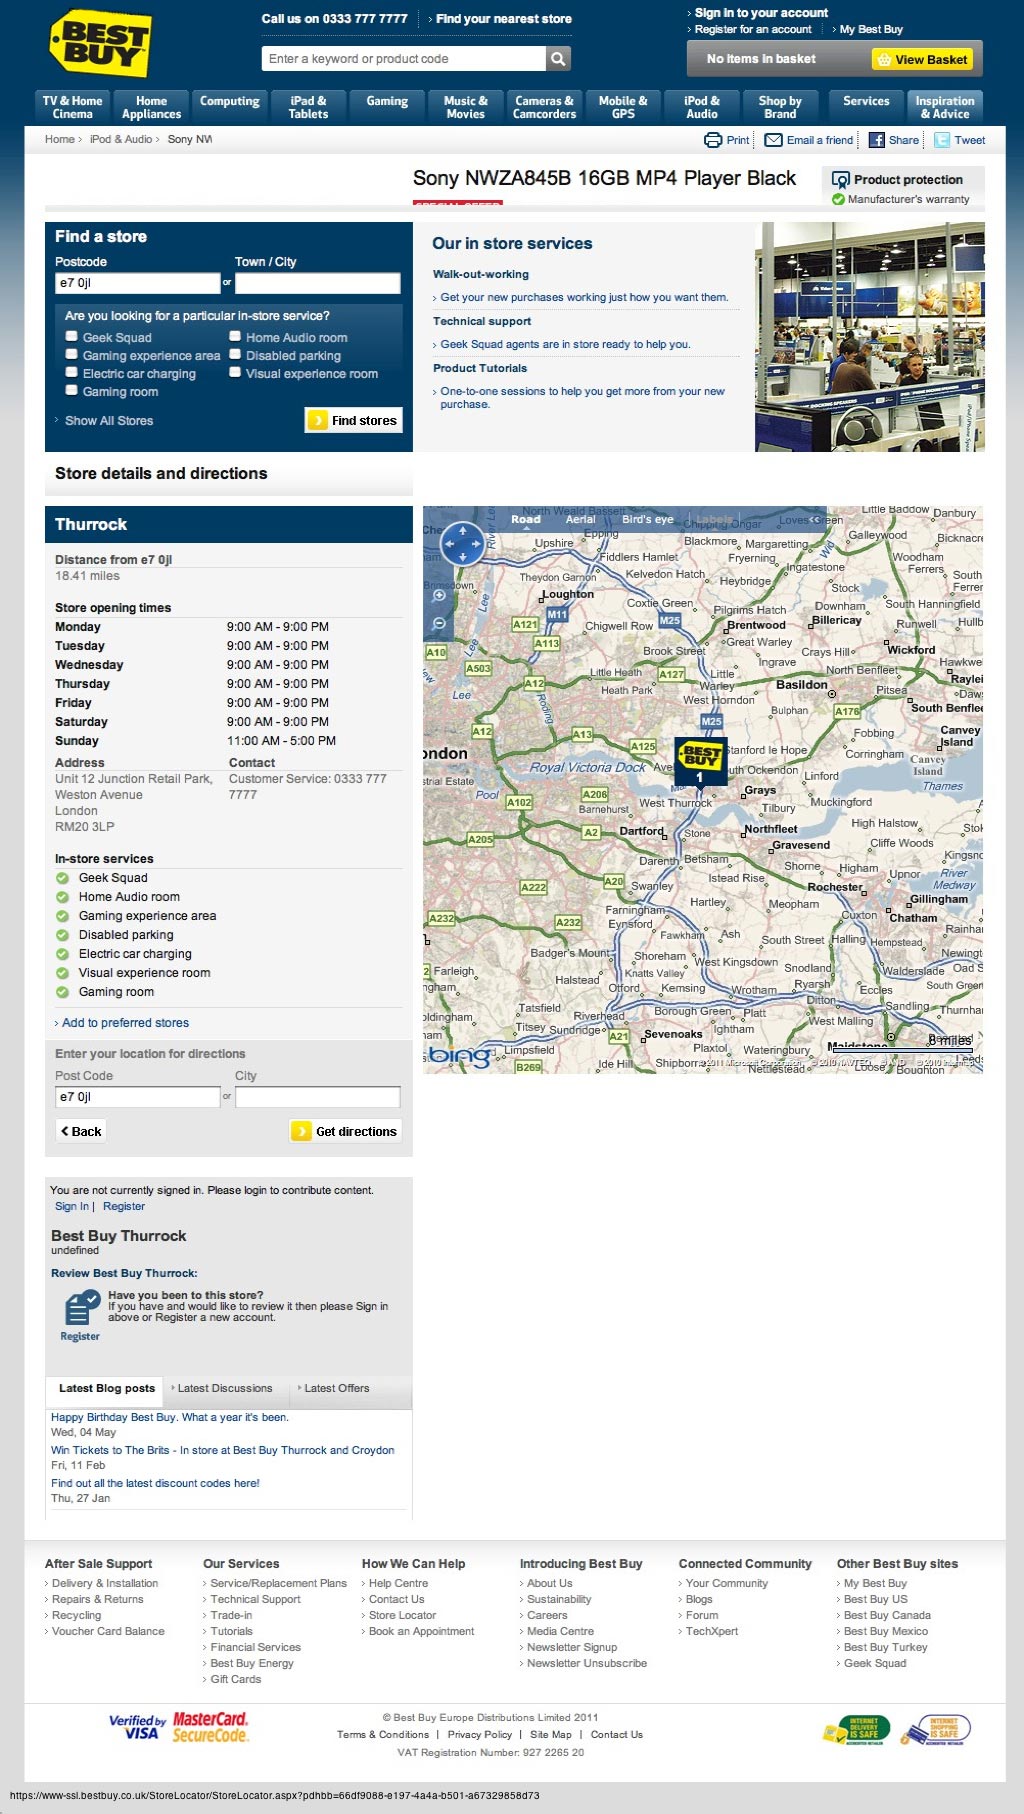 BEST BUY
Call us on 0333 777 7777
Find your nearest store
Enter a keyword or product code
Sign in to your account
Register for an account
My Best Buy
No Items in basket
View Basket
TV & Home Cinema
Home Appliances
Computing
iPad & Tablets
Gaming
Music & Movies
Cameras & Camcorders
Mobile & GPS
iPod & Audio
Shop by Brand
Services
Inspiration & Advice
Home > iPod & Audio > Sony NW
Print
Email a friend
Share
Tweet
Sony NWZA845B 16GB MP4 Player Black
SPECIAL OFFER
Product protection
Manufacturer's warranty
Find a store
Postcode
Town / City
e7 0jl
or
Are you looking for a particular in-store service?
Geek Squad
Home Audio room
Gaming experience area
Disabled parking
Electric car charging
Visual experience room
Gaming room
Show All Stores
Find stores
Our in store services
Walk-out-working
Get your new purchases working just how you want them.
Technical support
Geek Squad agents are in store ready to help you.
Product Tutorials
One-to-one sessions to help you get more from your new
purchase.
Store details and directions
Thurrock
Distance from e7 0jl
18.41 miles
Store opening times
Monday 9:00 AM - 9:00 PM
Tuesday 9:00 AM - 9:00 PM
Wednesday 9:00 AM - 9:00 PM
Thursday 9:00 AM - 9:00 PM
Friday 9:00 AM - 9:00 PM
Saturday 9:00 AM - 9:00 PM
Sunday 11:00 AM - 5:00 PM
Address
Unit 12 Junction Retail Park,
Weston Avenue
London
RM20 3LP
Contact
Customer Service: 0333 777
7777
In-store services
Geek Squad
Home Audio room
Gaming experience area
Disabled parking
Electric car charging
Visual experience room
Gaming room
Add to preferred stores
Enter your location for directions
Post Code
City
e7 0jl
or
Back
Get directions
Road Aerial Bird's eye Labels
North Weald Bassett
Chipping Ongar
Loves Green
Little Baddow
Danbury
Epping
Upshire
Blackmore
Margaretting
Galleywood
Fiddlers Hamlet
Fryerning
Woodham Ferrers
Theydon Garnon
Kelvedon Hatch
Ingatestone
Heybridge
Stock
Loughton
Coxtie Green
Pilgrims Hatch
Downham
South Hanningfield
M11
M25
Chigwell Row
Brentwood
Billericay
Runwell
A121
A113
Great Warley
Brook Street
Ingrave
Crays Hill
Wickford
A10
A503
Lee
Little Heath
A127
Little Warley
North Benfleet
A12
Heath Park
West Horndon
Basildon
Pitsea
Roding
M25
Bulphan
A176
A12
A13
A125
Fobbing
Canvey Island
Stanford le Hope
Corringham
Canvey Island
Royal Victoria Dock
BEST BUY
1
Linford
Thames
Pool
A102
A206
Barnehurst
West Thurrock
Grays
Tilbury
Muckingford
A205
A2
Dartford
Stone
Northfleet
High Halstow
Gravesend
Cliffe Woods
Darenth
Betsham
Shorne
Higham
Upnor
River Medway
A222
A20
Swanley
Istead Rise
Rochester
Gillingham
A232
A232
Farningham
Hartley
Meopham
Cuxton
Chatham
Eynsford
Fawkham
Ash
South Street
Halling
Hempstead
Badger's Mount
Shoreham
West Kingsdown
Farleigh
Knatts Valley
Snodland
Walderslade
Halstead
Otford
Kemsing
Wrotham
Ryarsh
Eccles
Ditton
Sandling
Tatsfield
Riverhead
Borough Green
Platt
West Malling
Titsey
Sundridge
A21
Sevenoaks
Ightham
Limpsfield
Plaxtol
Wateringbury
Maidstone
B269
Ide Hill
Nettlestead
Loose
Boughton
bing
8 miles
You are not currently signed in. Please login to contribute content.
Sign In | Register
Best Buy Thurrock
undefined
Review Best Buy Thurrock:
Have you been to this store?
If you have and would like to review it then please Sign in
above or Register a new account.
Register
Latest Blog posts
Latest Discussions
Latest Offers
Happy Birthday Best Buy. What a year it's been.
Wed, 04 May
Win Tickets to The Brits - In store at Best Buy Thurrock and Croydon
Fri, 11 Feb
Find out all the latest discount codes here!
Thu, 27 Jan
After Sale Support
Delivery & Installation
Repairs & Returns
Recycling
Voucher Card Balance
Our Services
Service/Replacement Plans
Technical Support
Trade-in
Tutorials
Financial Services
Best Buy Energy
Gift Cards
How We Can Help
Help Centre
Contact Us
Store Locator
Book an Appointment
Introducing Best Buy
About Us
Sustainability
Careers
Media Centre
Newsletter Signup
Newsletter Unsubscribe
Connected Community
Your Community
Blogs
Forum
TechXpert
Other Best Buy sites
My Best Buy
Best Buy US
Best Buy Canada
Best Buy Mexico
Best Buy Turkey
Geek Squad
Verified by VISA
MasterCard. SecureCode.
© Best Buy Europe Distributions Limited 2011
Terms & Conditions | Privacy Policy | Site Map | Contact Us
VAT Registration Number: 927 2265 20
INTERNET DELIVERY IS SAFE
INTERNET SHOPPING IS SAFE
https://www-ssl.bestbuy.co.uk/StoreLocator/StoreLocator.aspx?pdhbb=66df9088-e197-4a4a-b501-a67329858d73